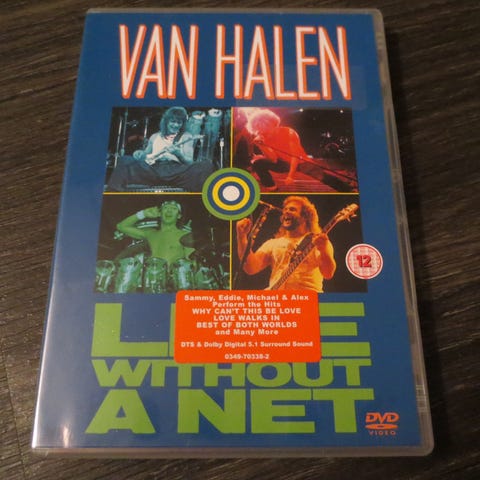 VAN HALEN
12
Sammy, Eddie, Michael & Alex
Perform the Hits
WHY CAN'T THIS BE LOVE
LOVE WALKS IN
BEST OF BOTH WORLDS
and Many More
DTS & Dolby Digital 5.1 Surround Sound
0349-70338-2
WITHOUT
A NET
DVD
VIDEO